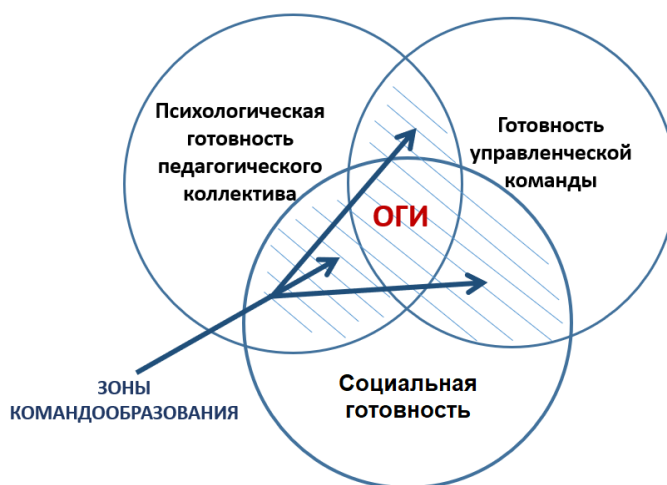 Психологическая
готовность
педагогического
коллектива
Готовность
управленческой
команды
ОГИ
Социальная
готовность
ЗОНЫ
КОМАНДООБРАЗОВАНИЯ